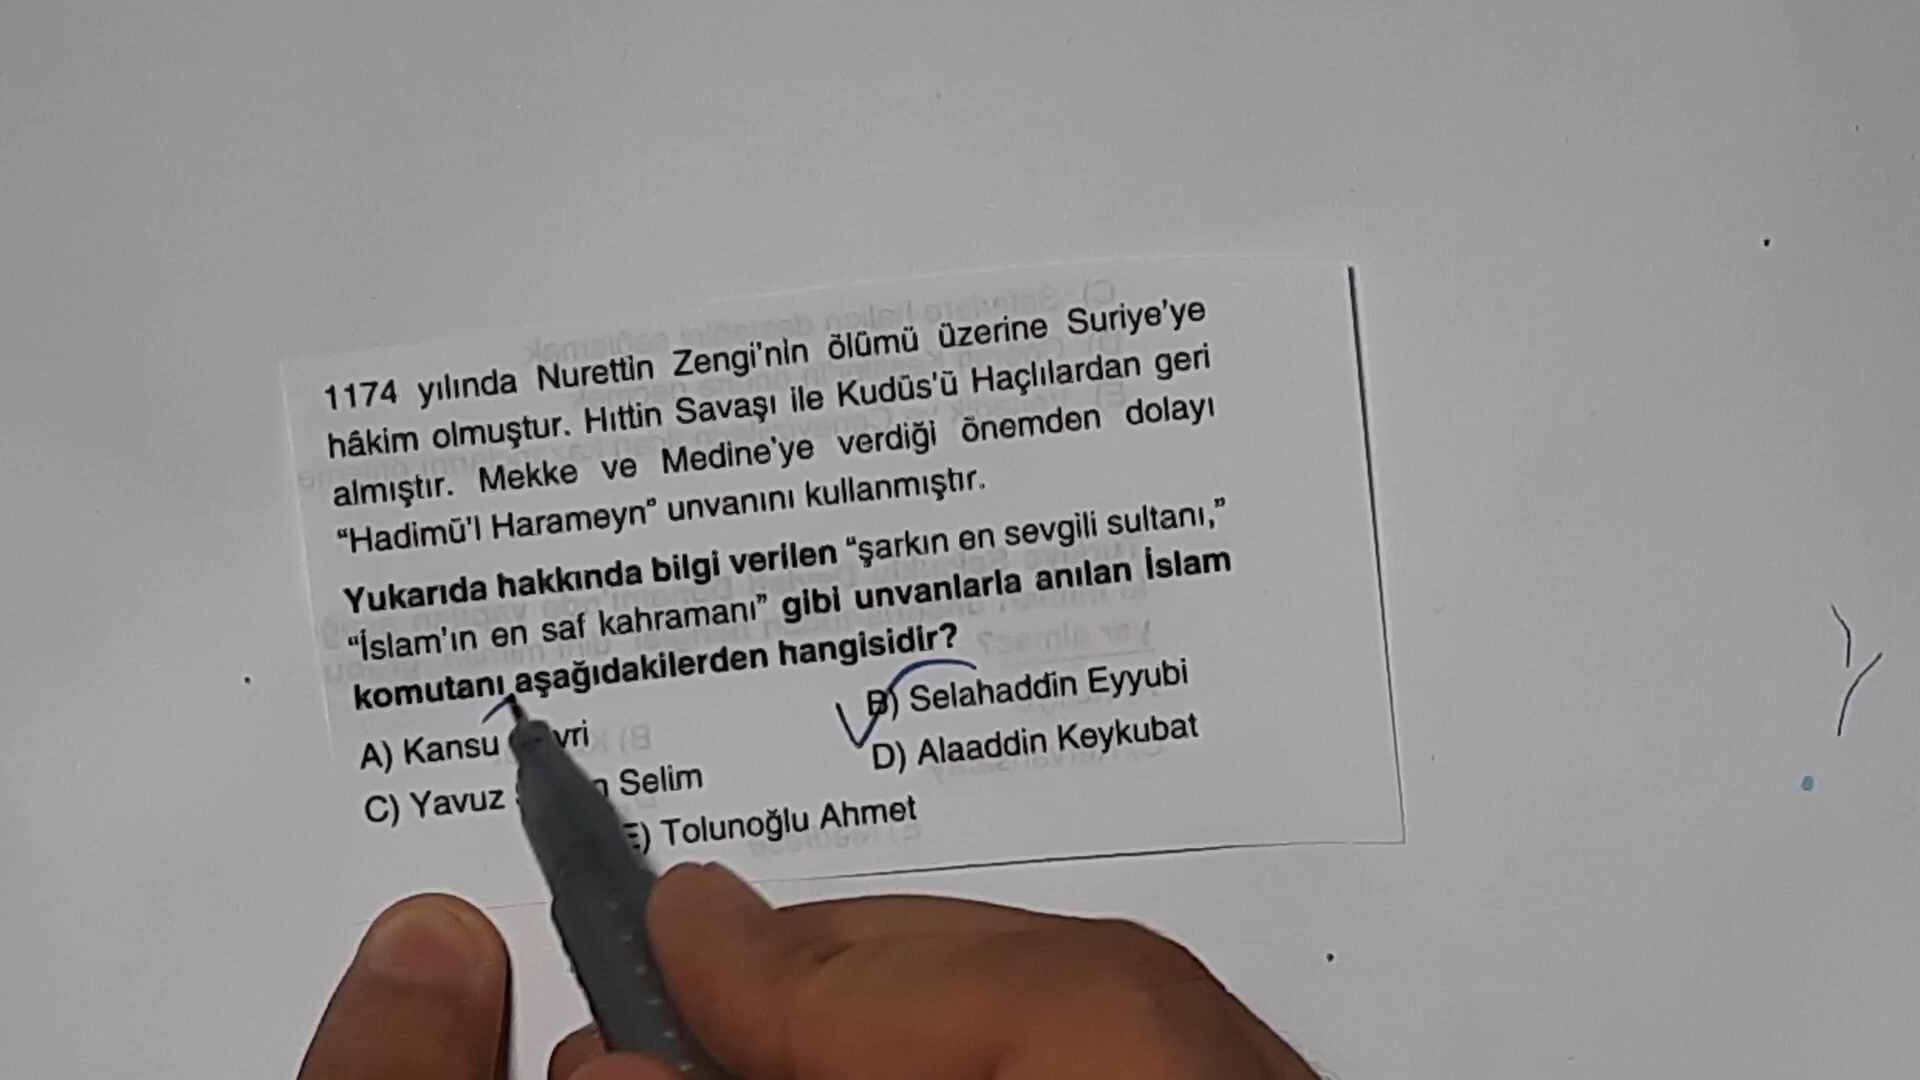 1174 yılında Nurettin Zengi'nin ölümü üzerine Suriye'ye
hâkim olmuştur. Hıttin Savaşı ile Kudüs'ü Haçlılardan geri
almıştır. Mekke ve Medine'ye verdiği önemden dolayı
“Hadimü'l Harameyn” unvanını kullanmıştır.
Yukarıda hakkında bilgi verilen “şarkın en sevgili sultanı,”
“İslam'ın en saf kahramanı” gibi unvanlarla anılan İslam
komutanı aşağıdakilerden hangisidir?
A) Kansu
B) Selahaddin Eyyubi
C) Yavuz Selim
D) Alaaddin Keykubat
E) Tolunoğlu Ahmet